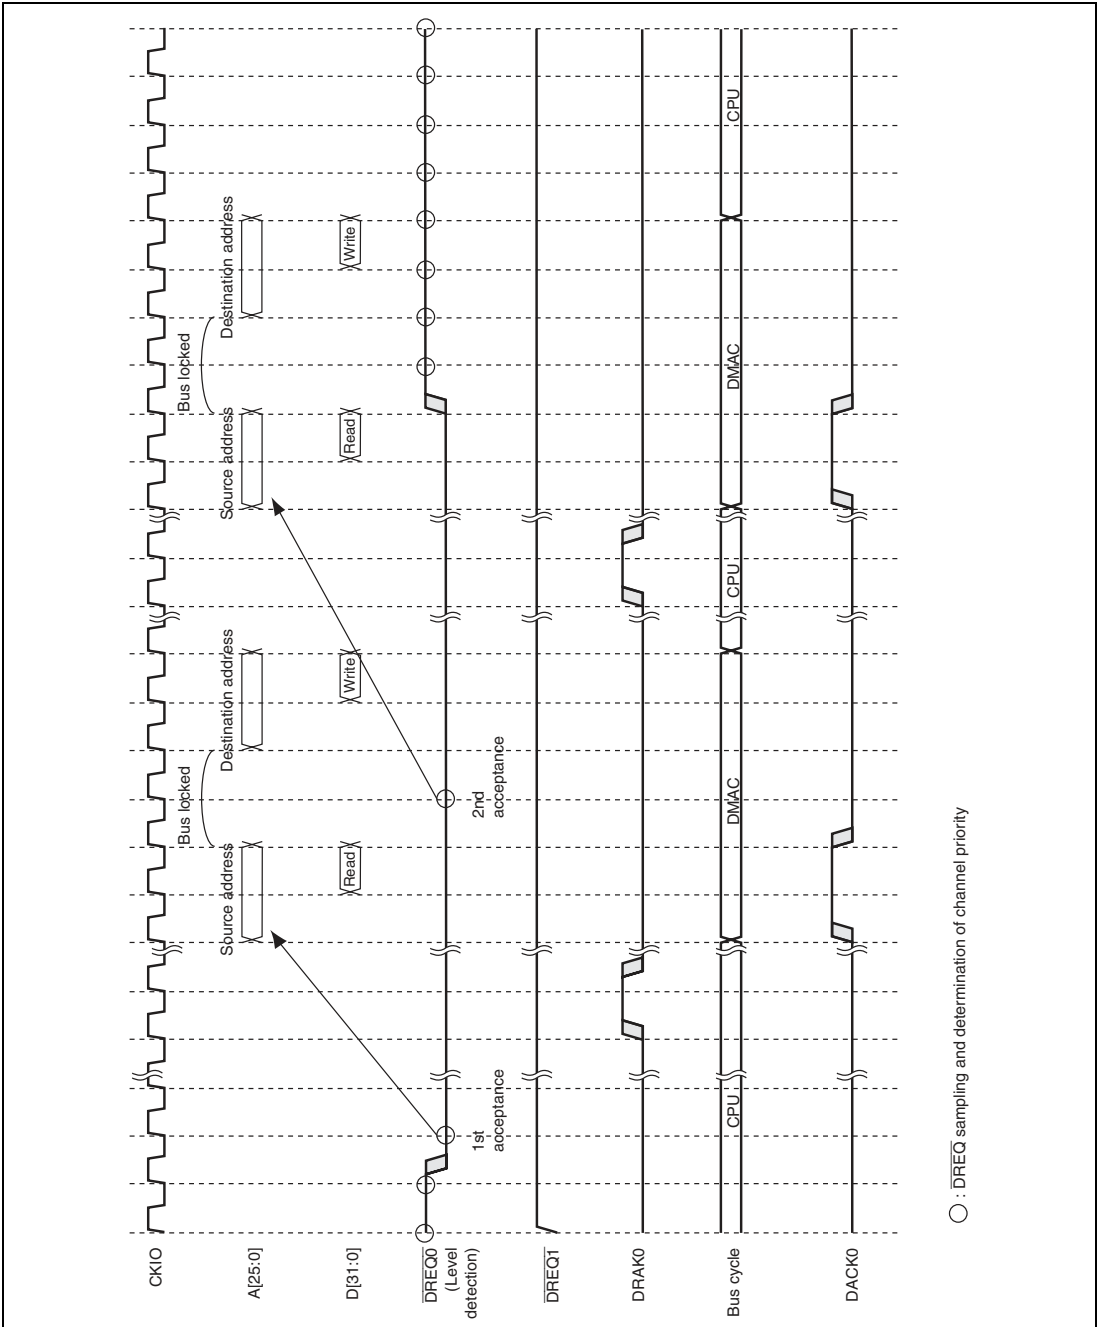 CKIO
Bus locked
Bus locked
Source address
Destination address
Source address
Destination address
A[25:0]
D[31:0]
Read
Write
Read
Write
DREQ0
(Level
detection)
1st
acceptance
2nd
acceptance
DREQ1
DRAK0
Bus cycle
CPU
DMAC
CPU
DMAC
CPU
DACK0
: DREQ sampling and determination of channel priority